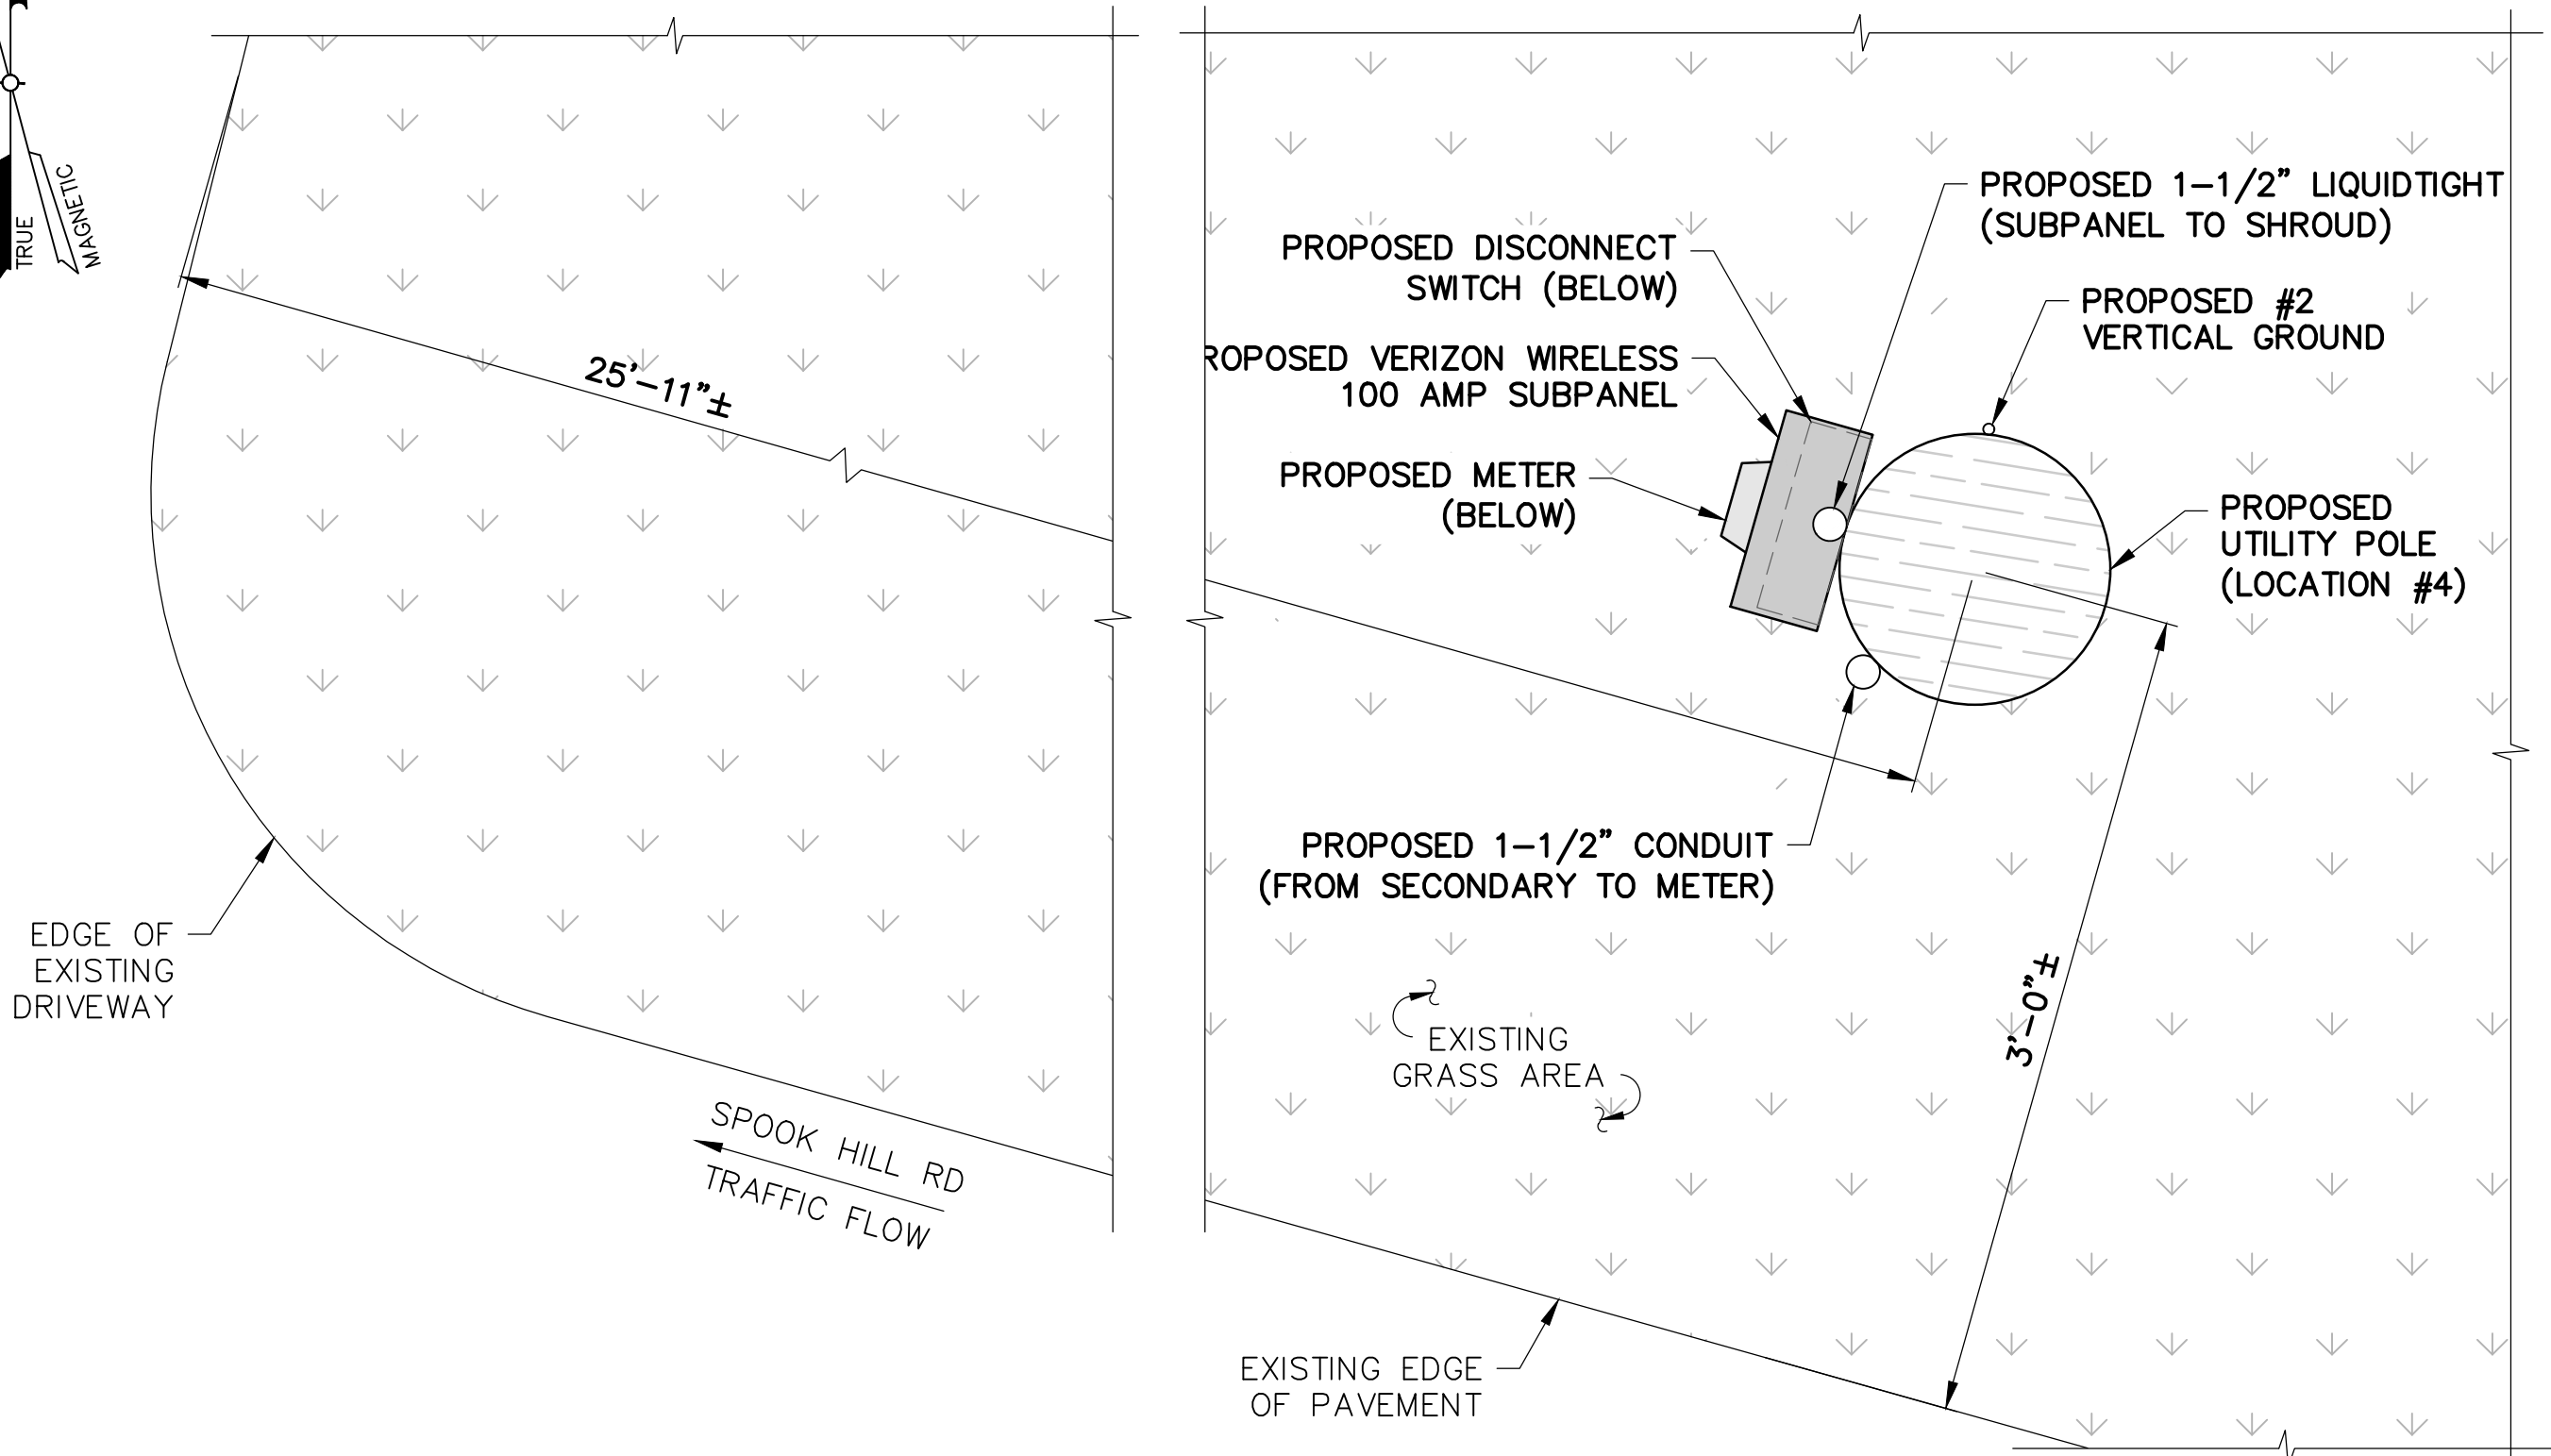 TRUE
MAGNETIC
25'-11"±
EDGE OF
EXISTING
DRIVEWAY
SPOOK HILL RD
TRAFFIC FLOW
PROPOSED DISCONNECT
SWITCH (BELOW)
ROPOSED VERIZON WIRELESS
100 AMP SUBPANEL
PROPOSED METER
(BELOW)
PROPOSED 1-1/2" LIQUIDTIGHT
(SUBPANEL TO SHROUD)
PROPOSED #2
VERTICAL GROUND
PROPOSED
UTILITY POLE
(LOCATION #4)
PROPOSED 1-1/2" CONDUIT
(FROM SECONDARY TO METER)
3'-0"±
EXISTING
GRASS AREA
EXISTING EDGE
OF PAVEMENT